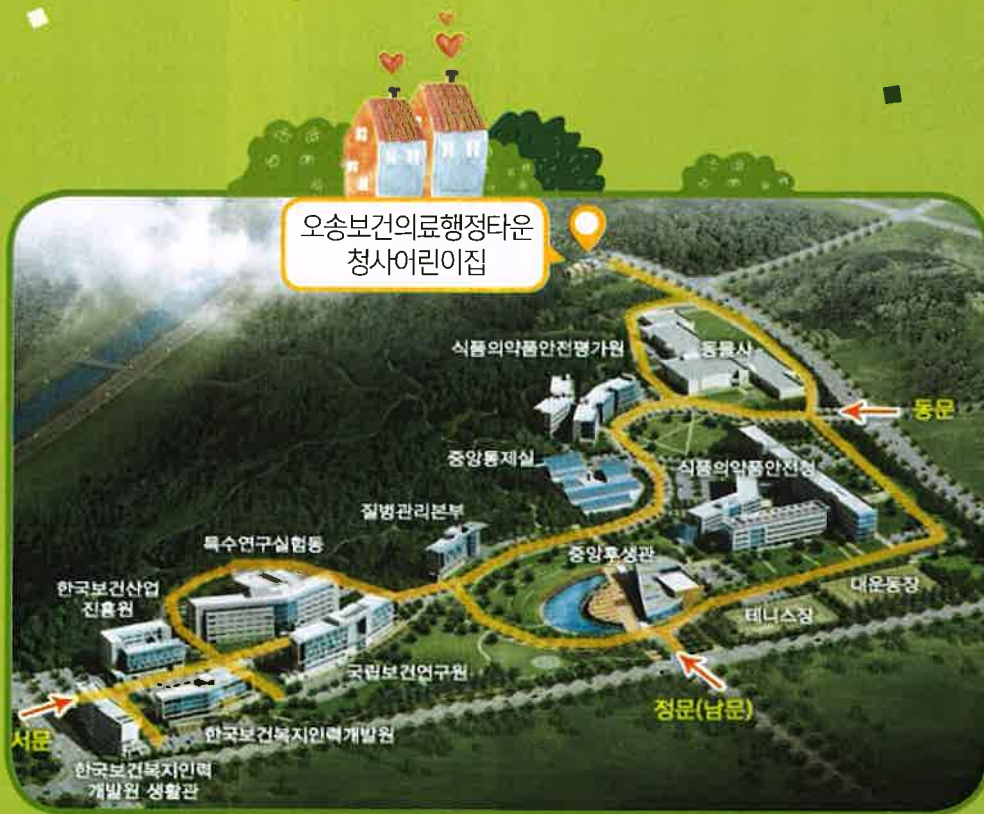 오송보건의료행정타운
청사어린이집
식품의약품안전평가원
동물사
동문
중앙통제실
식품의약품안전청
질병관리본부
특수연구실험동
중앙후생관
한국보건산업
진흥원
대운동장
테니스장
국립보건연구원
정문(남문)
서문
한국보건복지인력개발원
한국보건복지인력
개발원 생활관